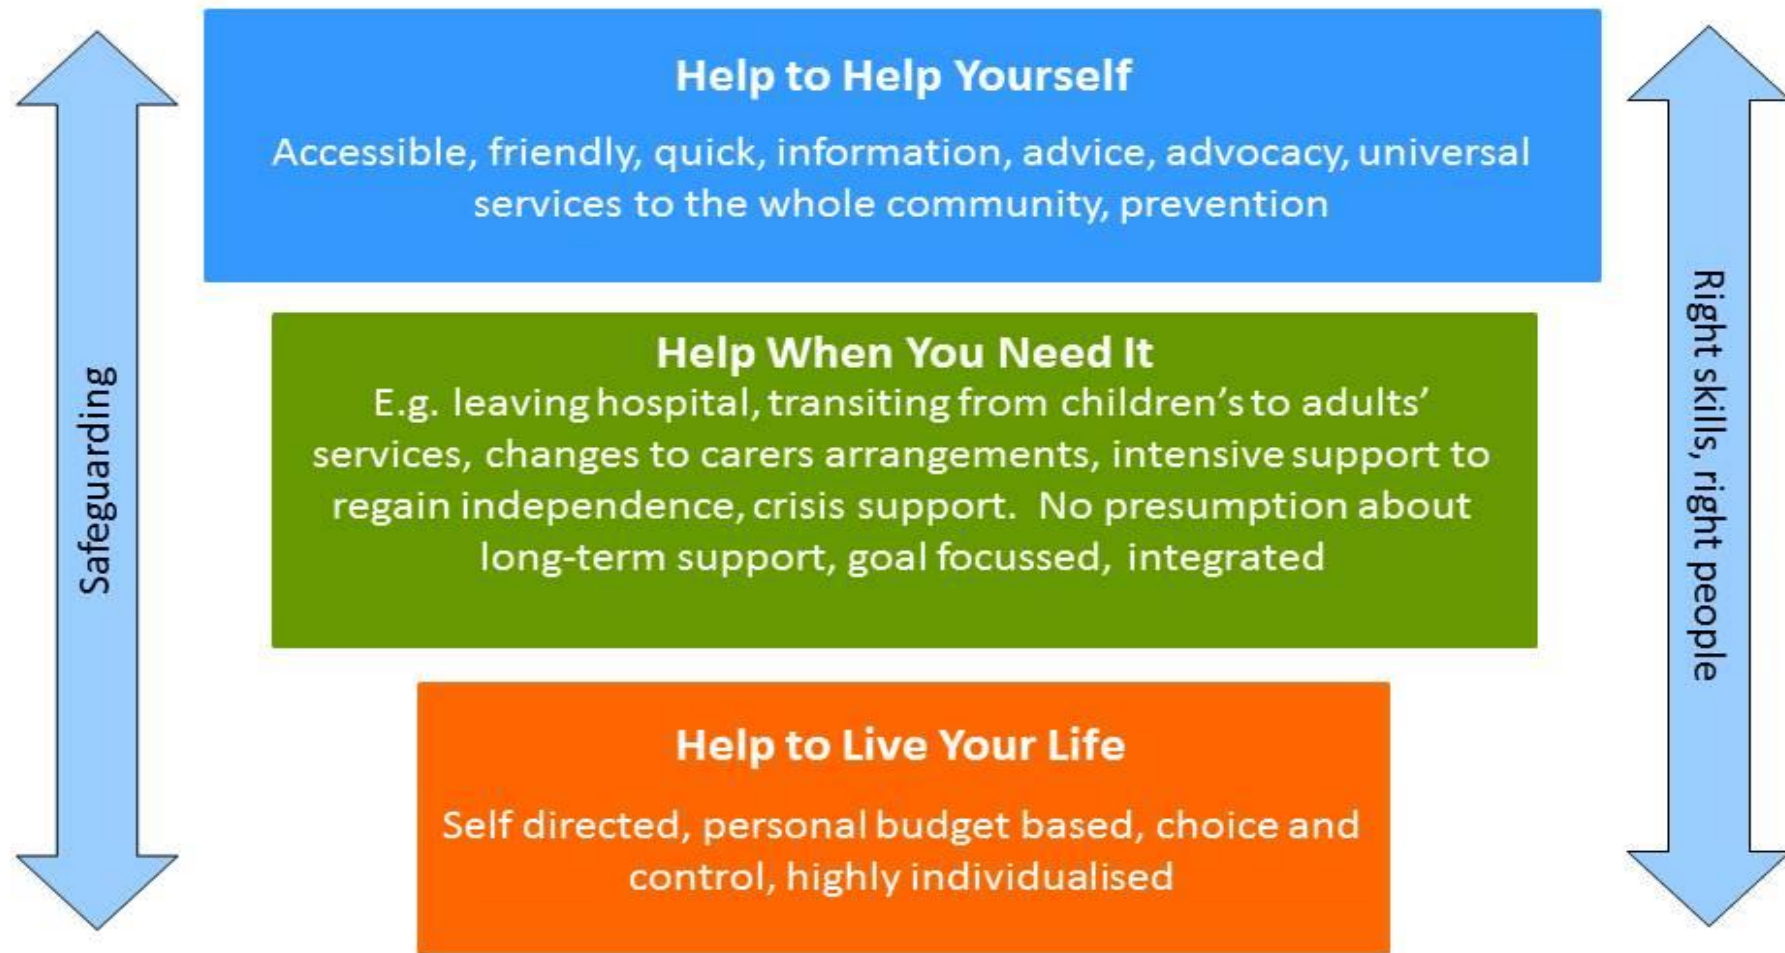 Safeguarding
Help to Help Yourself
Accessible, friendly, quick, information, advice, advocacy, universal
services to the whole community, prevention
Help When You Need It
E.g. leaving hospital, transiting from children’s to adults’
services, changes to carers arrangements, intensive support to
regain independence, crisis support.  No presumption about
long-term support, goal focussed, integrated
Help to Live Your Life
Self directed, personal budget based, choice and
control, highly individualised
Right skills, right people